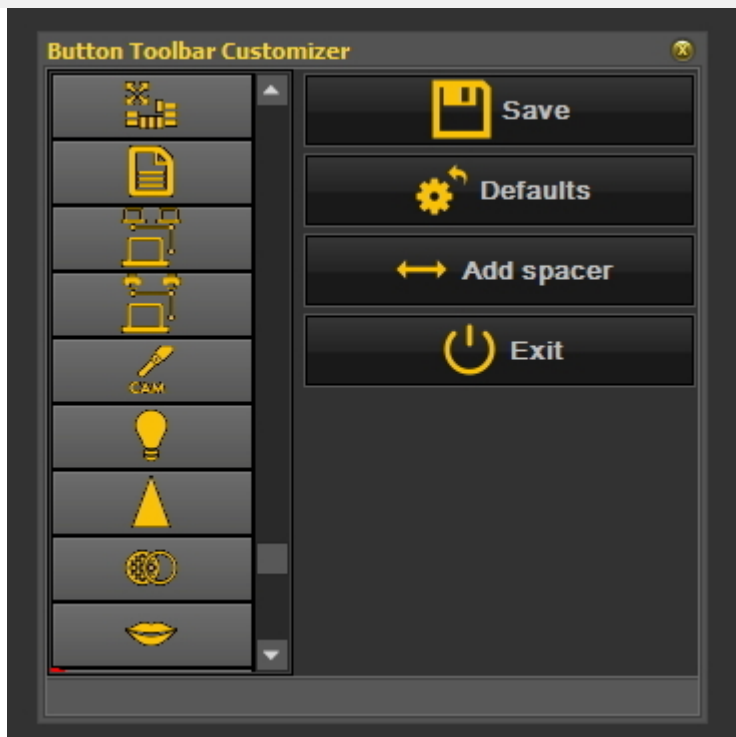 Button Toolbar Customizer
Save
Defaults
Add spacer
Exit
CAM